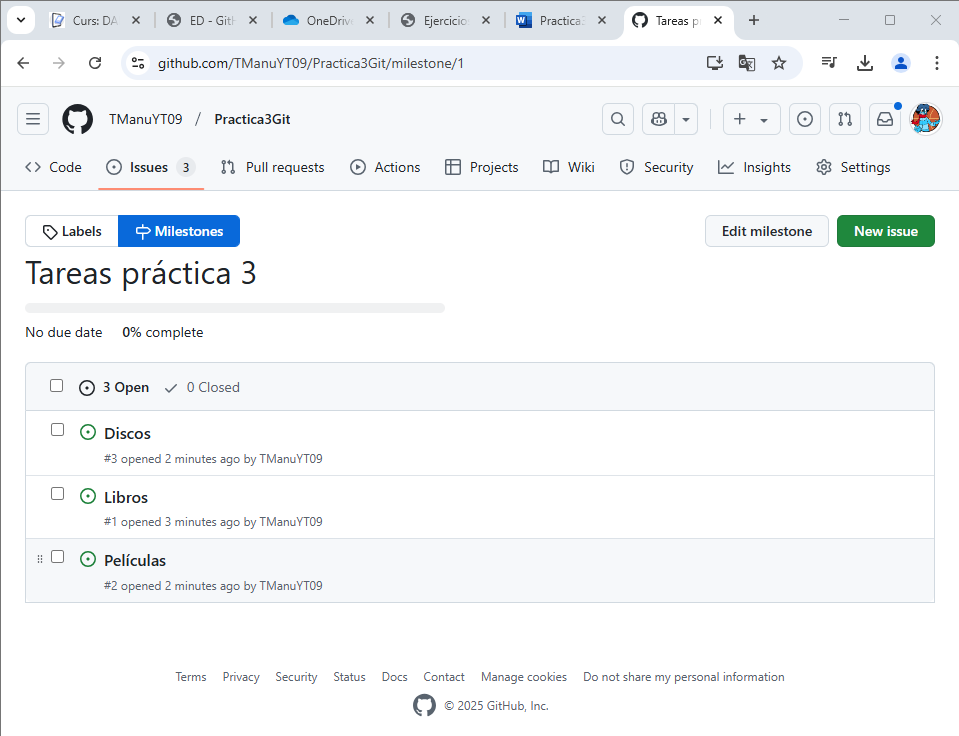 Curs: DA
ED - Gitl
OneDrive
Ejercicio
Practica3
Tareas p
github.com/TManuYT09/Practica3Git/milestone/1
TManuYT09 / Practica3Git
Code Issues 3 Pull requests Actions Projects Wiki Security Insights Settings
Labels Milestones Edit milestone New issue
Tareas práctica 3
No due date 0% complete
3 Open 0 Closed
Discos
#3 opened 2 minutes ago by TManuYT09
Libros
#1 opened 3 minutes ago by TManuYT09
Películas
#2 opened 2 minutes ago by TManuYT09
Terms Privacy Security Status Docs Contact Manage cookies Do not share my personal information
© 2025 GitHub, Inc.